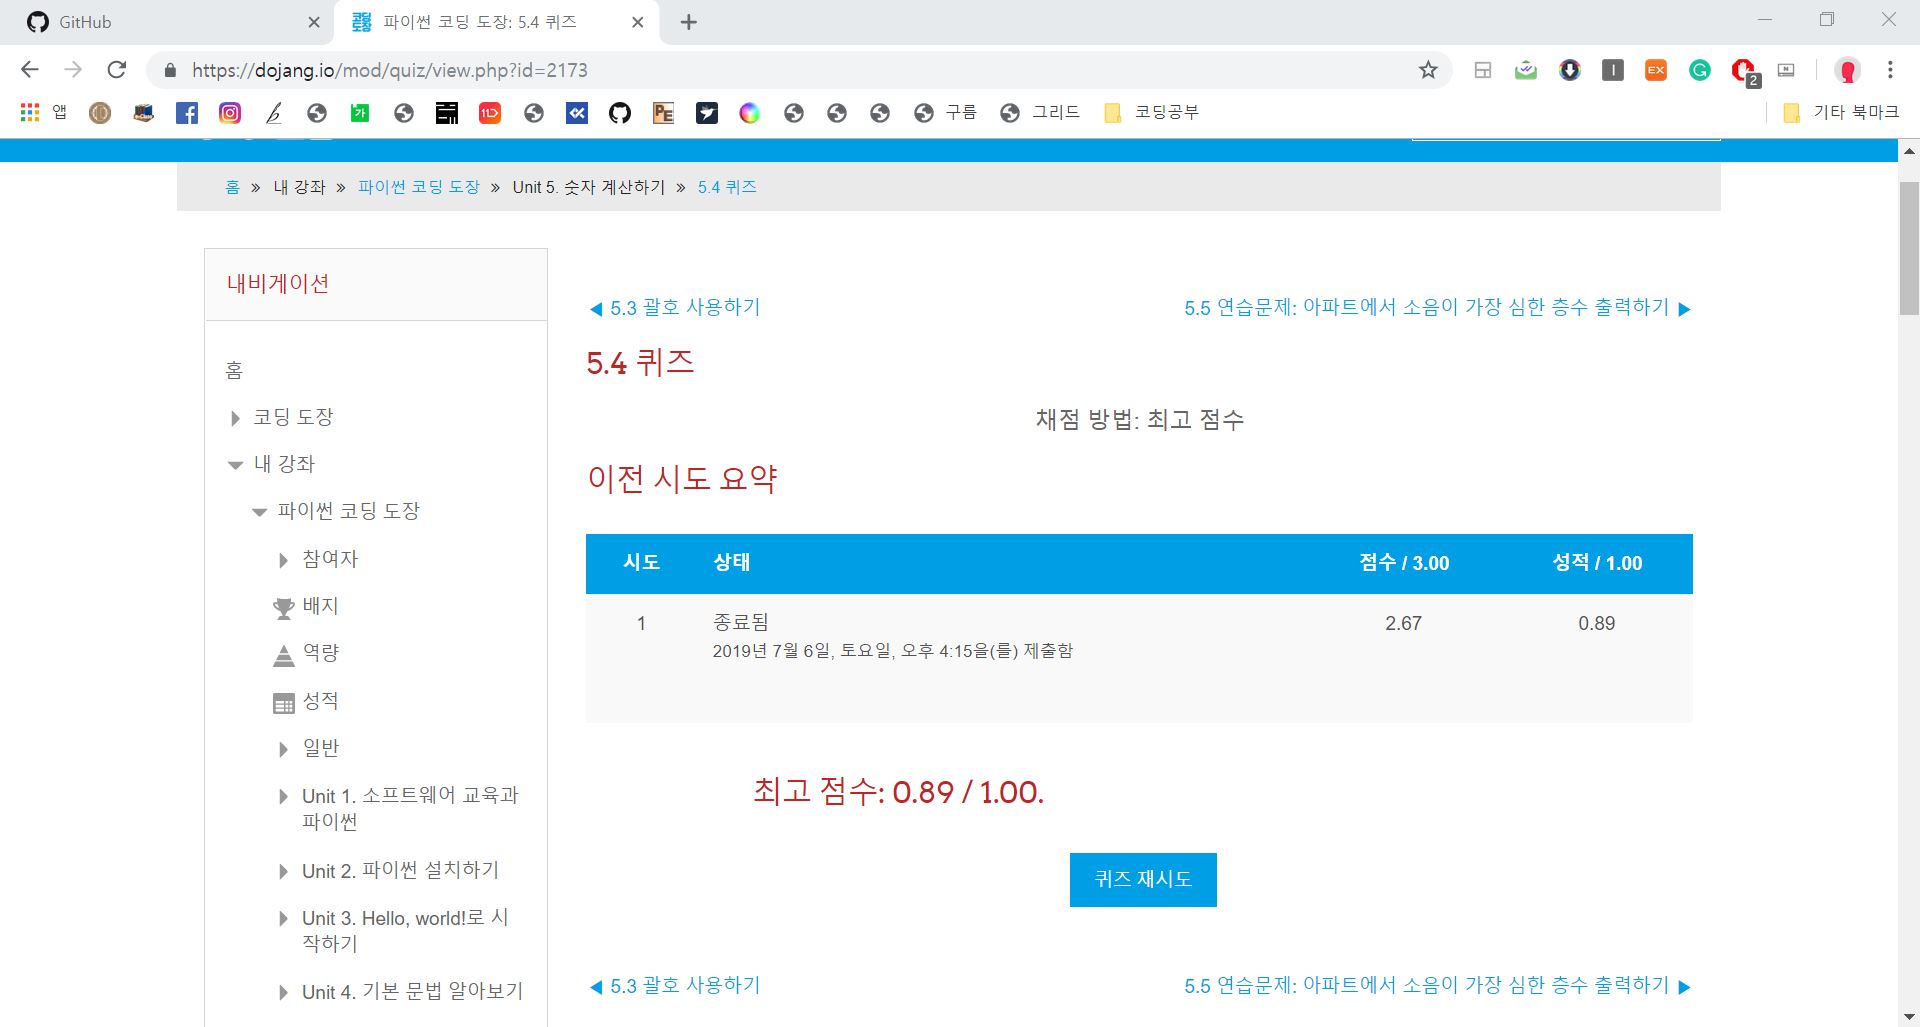 GitHub
파이썬 코딩 도장: 5.4 퀴즈
https://dojang.io/mod/quiz/view.php?id=2173
앱
구름
그리드
코딩공부
기타 북마크
홈 » 내 강좌 » 파이썬 코딩 도장 » Unit 5. 숫자 계산하기 » 5.4 퀴즈
내비게이션
홈
코딩 도장
내 강좌
파이썬 코딩 도장
참여자
배지
역량
성적
일반
Unit 1. 소프트웨어 교육과
파이썬
Unit 2. 파이썬 설치하기
Unit 3. Hello, world!로 시
작하기
Unit 4. 기본 문법 알아보기
◀ 5.3 괄호 사용하기
5.5 연습문제: 아파트에서 소음이 가장 심한 층수 출력하기 ▶
5.4 퀴즈
채점 방법: 최고 점수
이전 시도 요약
시도 상태 점수 / 3.00 성적 / 1.00
1 종료됨 2.67 0.89
2019년 7월 6일, 토요일, 오후 4:15을(를) 제출함
최고 점수: 0.89 / 1.00.
퀴즈 재시도
◀ 5.3 괄호 사용하기
5.5 연습문제: 아파트에서 소음이 가장 심한 층수 출력하기 ▶